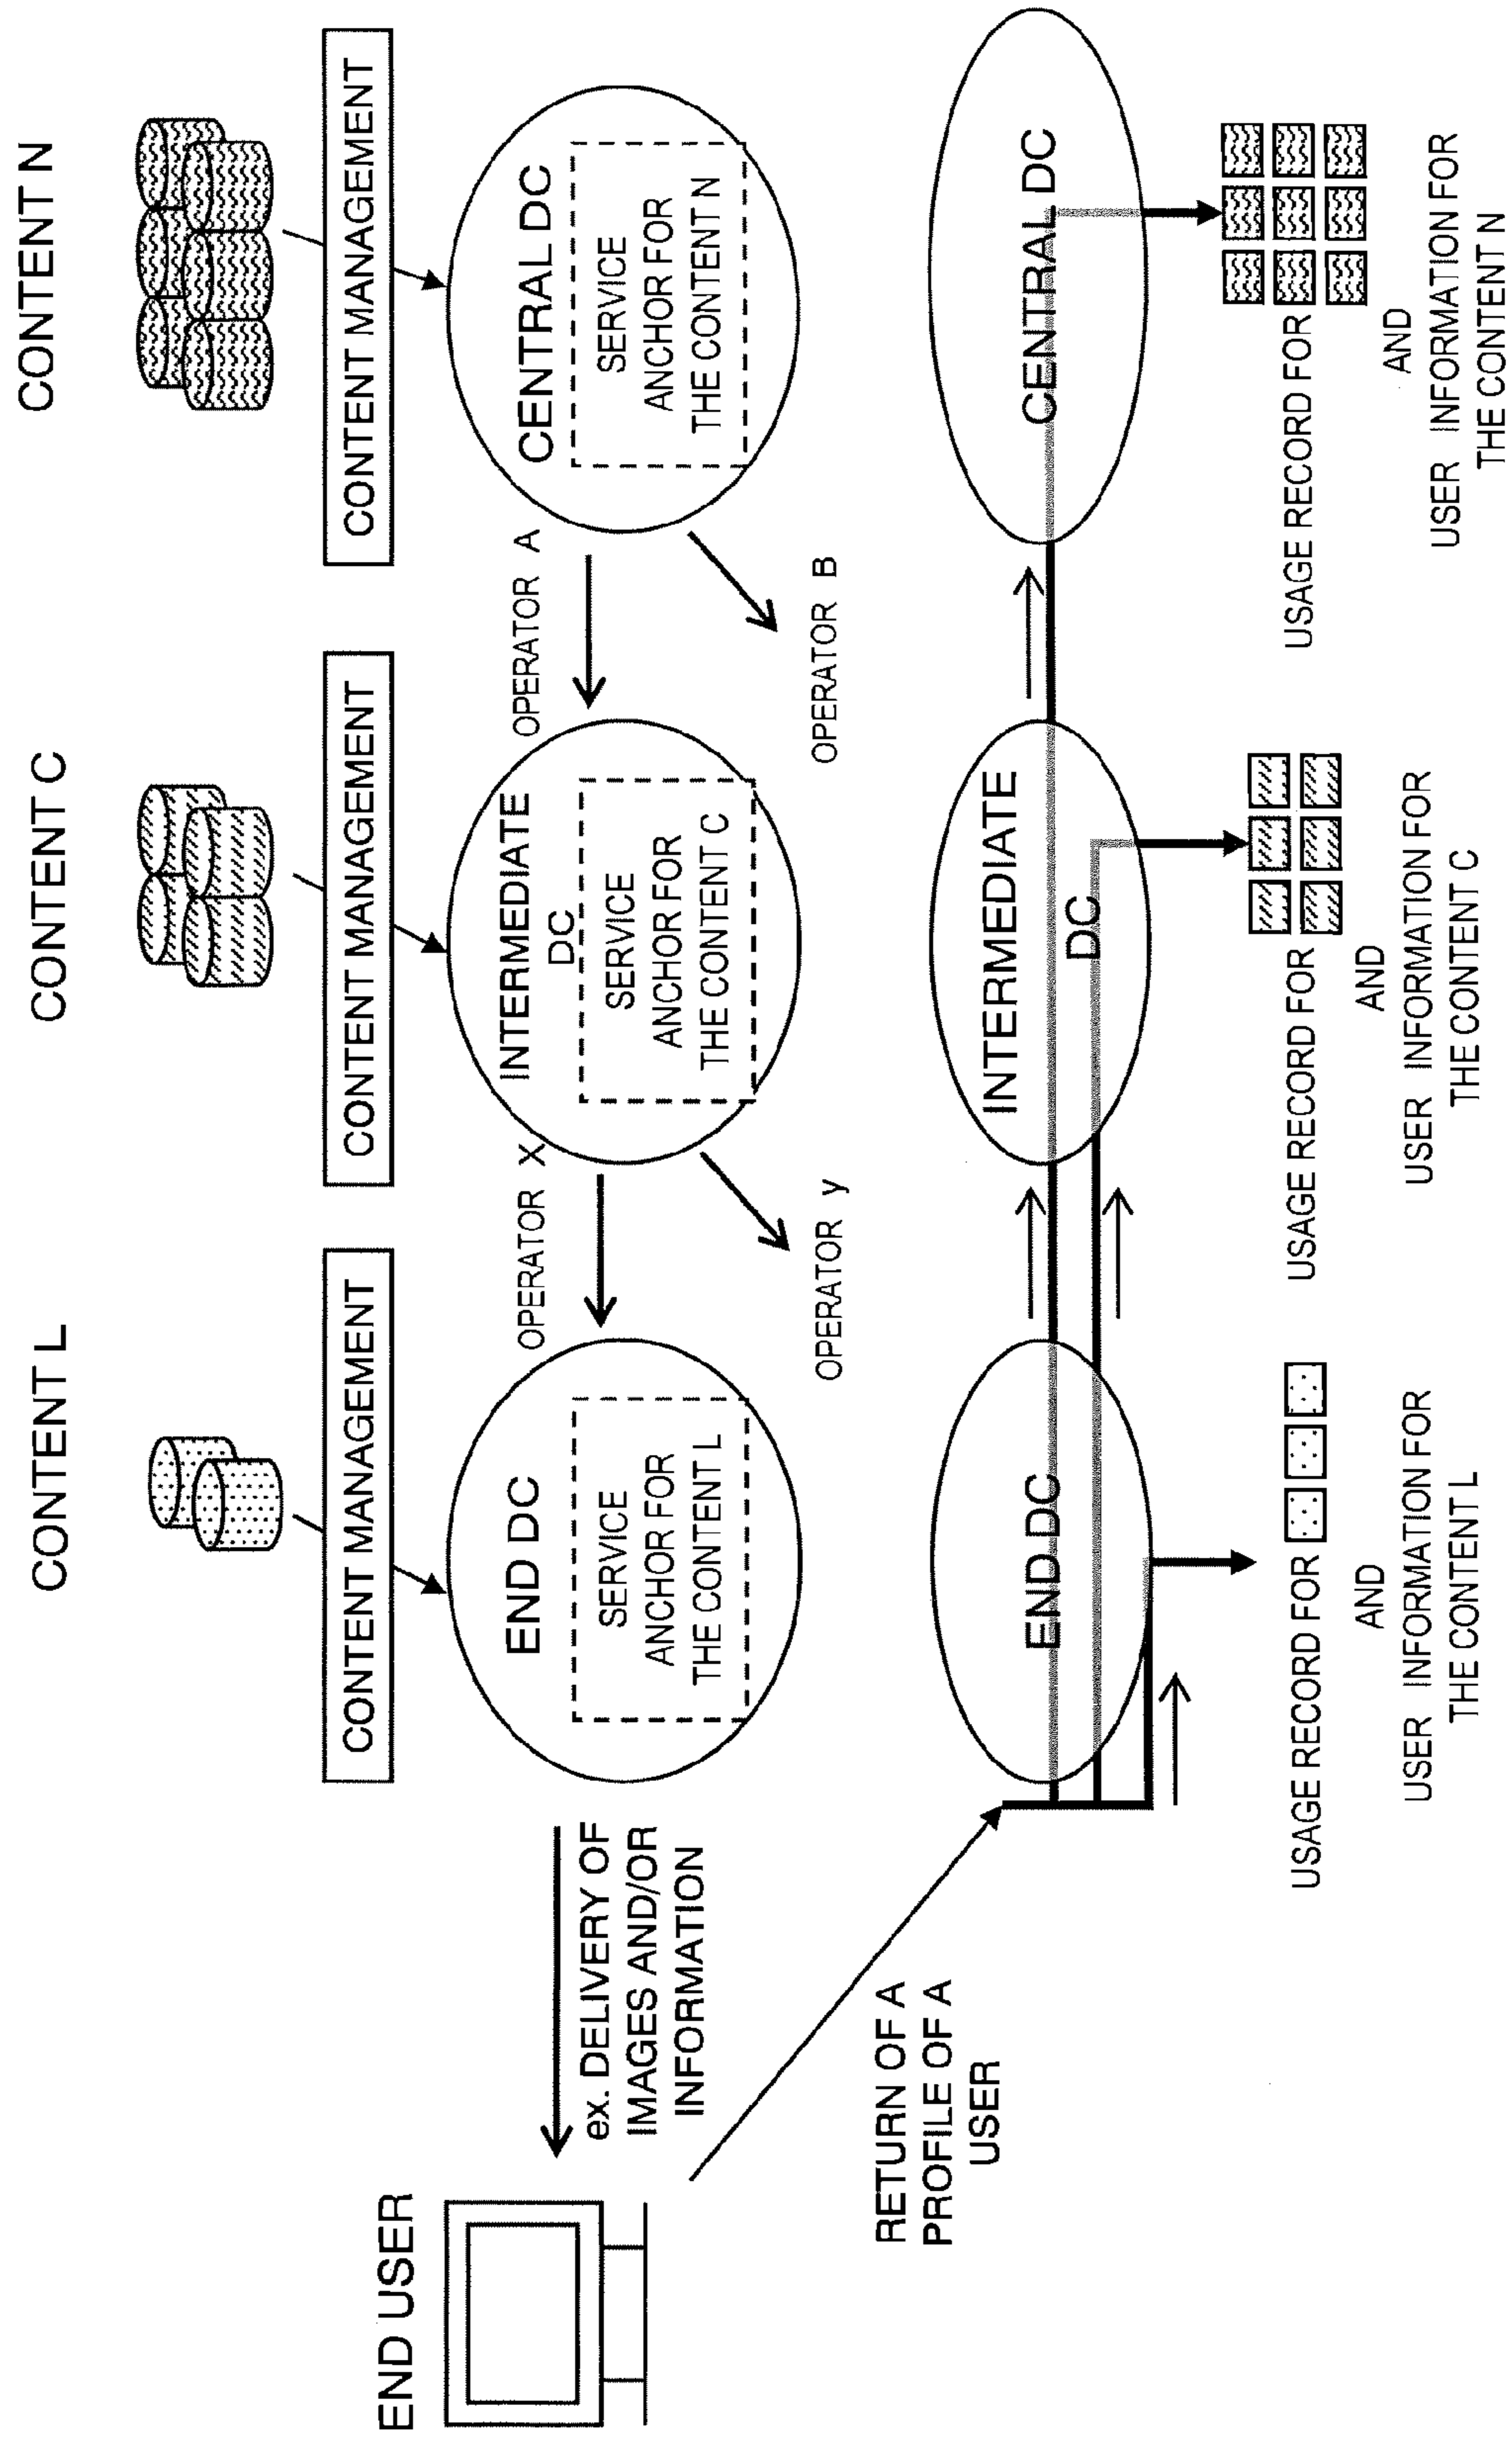 CONTENT L
CONTENT C
CONTENT N
CONTENT MANAGEMENT
CONTENT MANAGEMENT
CONTENT MANAGEMENT
END USER
ex. DELIVERY OF
IMAGES AND/OR
INFORMATION
END DC
SERVICE
ANCHOR FOR
THE CONTENT L
OPERATOR X
OPERATOR y
INTERMEDIATE
DC
SERVICE
ANCHOR FOR
THE CONTENT C
OPERATOR A
OPERATOR B
CENTRAL DC
SERVICE
ANCHOR FOR
THE CONTENT N
RETURN OF A
PROFILE OF A
USER
END DC
INTERMEDIATE
DC
CENTRAL DC
USAGE RECORD FOR
AND
USER INFORMATION FOR
THE CONTENT L
USAGE RECORD FOR
AND
USER INFORMATION FOR
THE CONTENT C
USAGE RECORD FOR
AND
USER INFORMATION FOR
THE CONTENT N